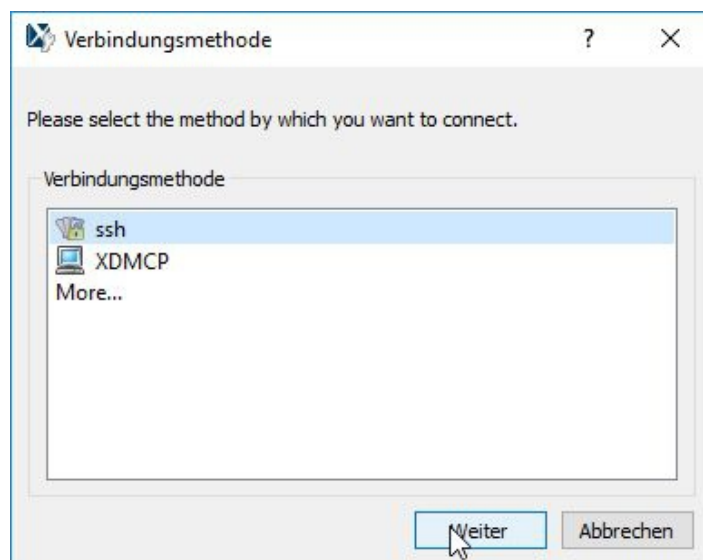 Verbindungsmethode ?
Please select the method by which you want to connect.
Verbindungsmethode
ssh
XDMCP
More...
Weiter Abbrechen